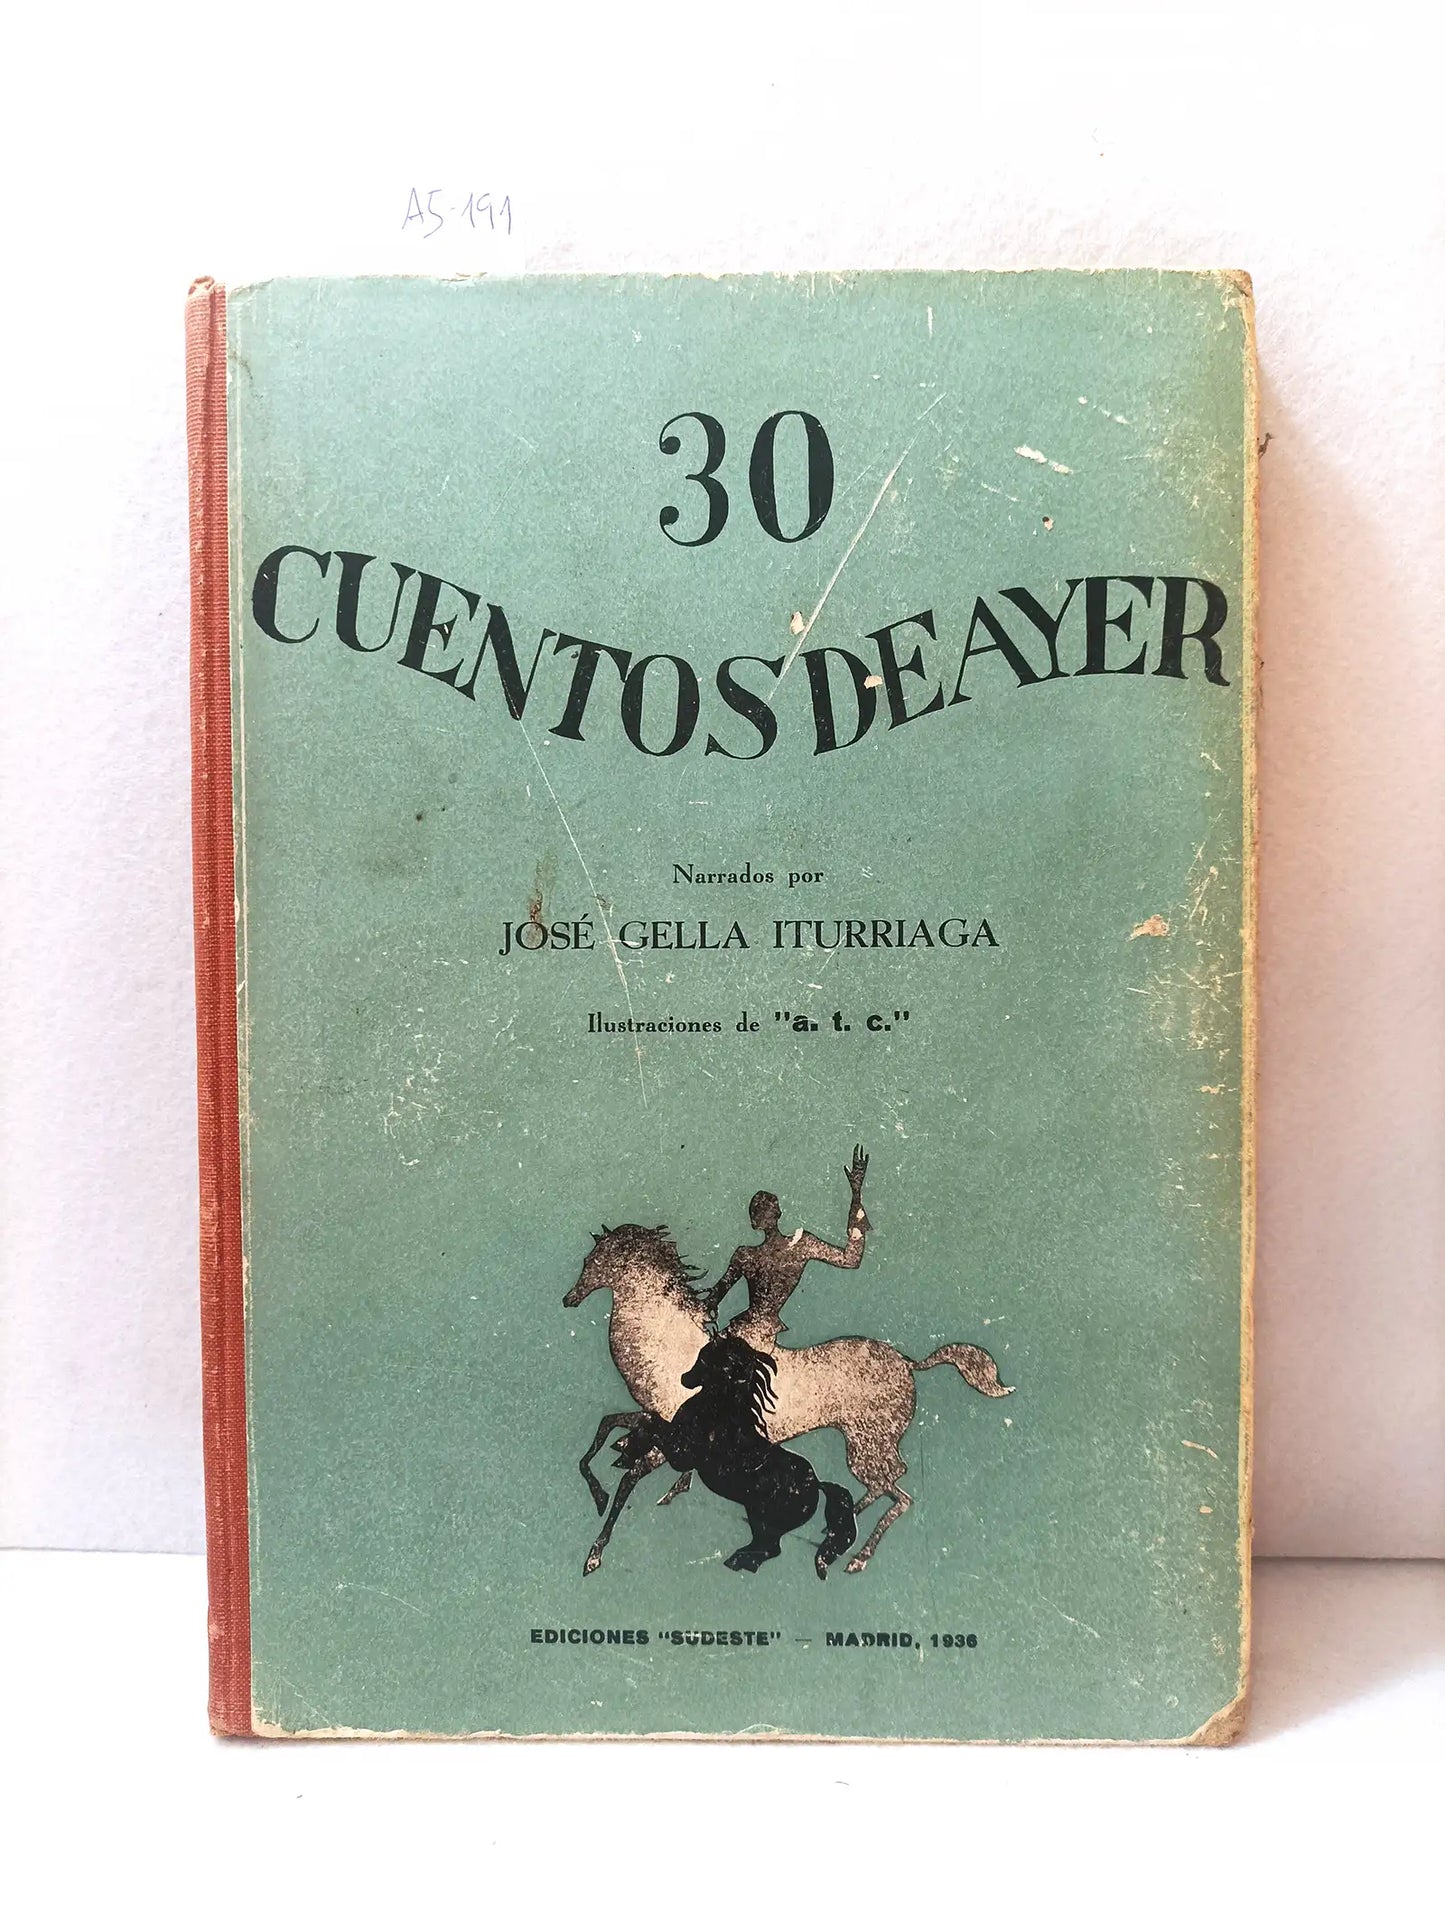 A5-191
30
CUENTOS DE AYER
Narrados por
JOSÉ GELLA ITURRIAGA
Ilustraciones de "a. t. c."
EDICIONES "SUDESTE" — MADRID, 1936